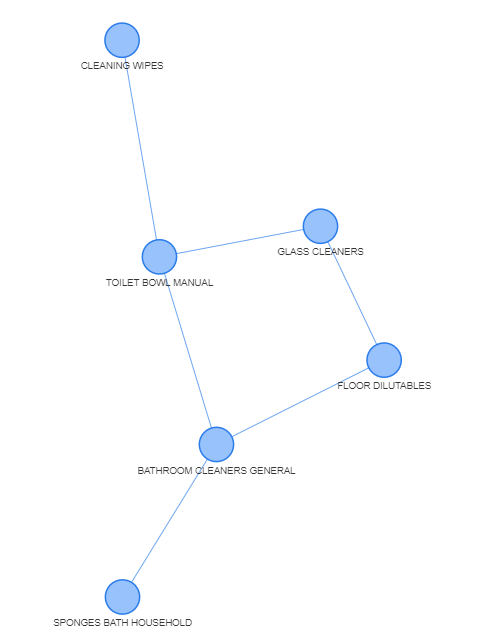 CLEANING WIPES
GLASS CLEANERS
TOILET BOWL MANUAL
FLOOR DILUTABLES
BATHROOM CLEANERS GENERAL
SPONGES BATH HOUSEHOLD